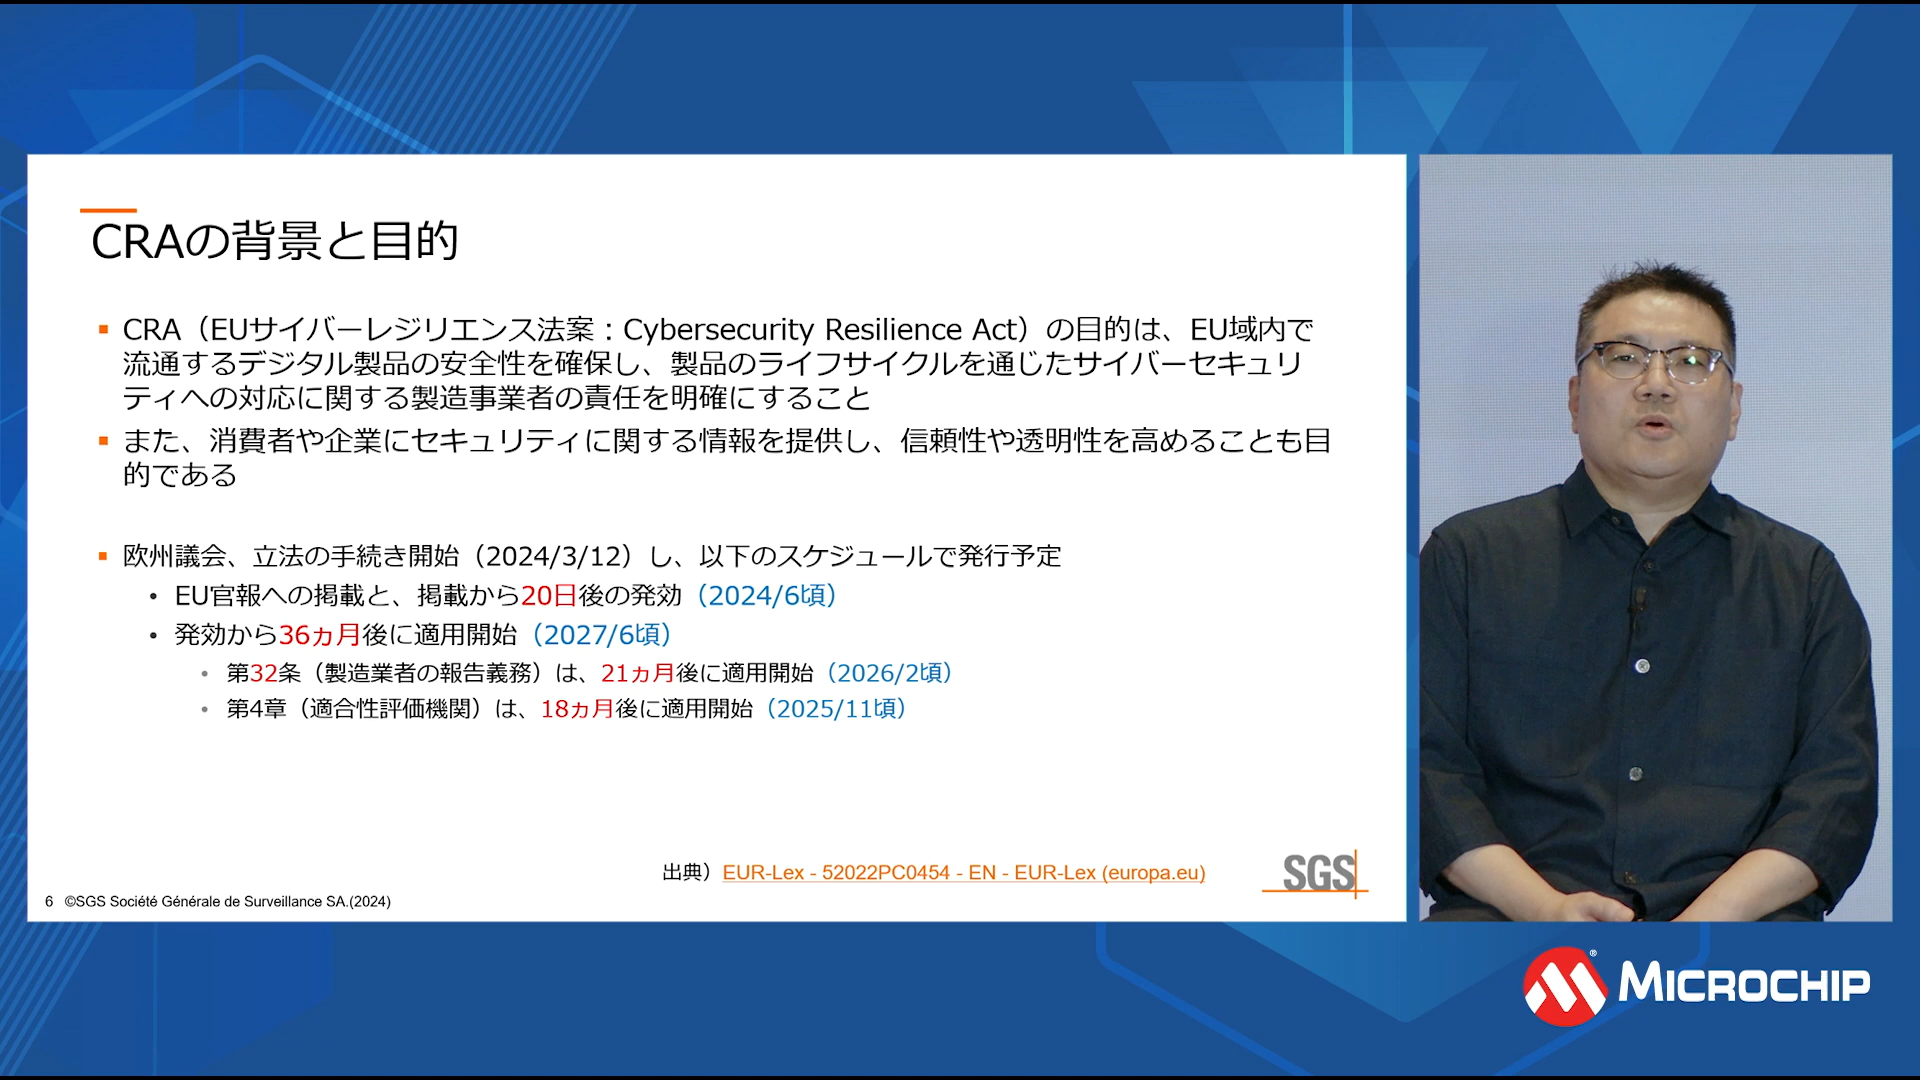 CRAの背景と目的
CRA（EUサイバーレジリエンス法案：Cybersecurity Resilience Act）の目的は、EU域内で
流通するデジタル製品の安全性を確保し、製品のライフサイクルを通じたサイバーセキュリ
ティへの対応に関する製造事業者の責任を明確にすること
また、消費者や企業にセキュリティに関する情報を提供し、信頼性や透明性を高めることも目
的である
欧州議会、立法の手続き開始（2024/3/12）し、以下のスケジュールで発行予定
EU官報への掲載と、掲載から20日後の発効（2024/6頃）
発効から36ヵ月後に適用開始（2027/6頃）
第32条（製造業者の報告義務）は、21ヵ月後に適用開始（2026/2頃）
第4章（適合性評価機関）は、18ヵ月後に適用開始（2025/11頃）
出典）EUR-Lex - 52022PC0454 - EN - EUR-Lex (europa.eu)
SGS
6 ©SGS Société Générale de Surveillance SA.(2024)
MICROCHIP